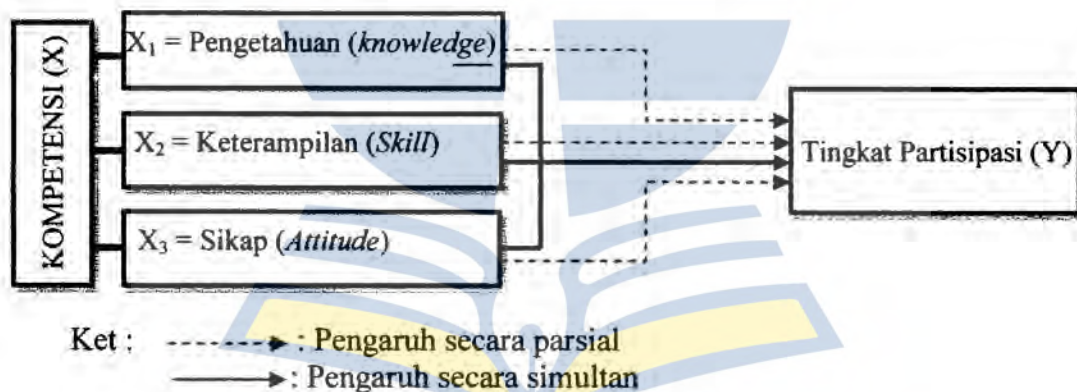 KOMPETENSI (X)
X₁ = Pengetahuan (knowledge)
X₂ = Keterampilan (Skill)
X₃ = Sikap (Attitude)
Tingkat Partisipasi (Y)
Ket : : Pengaruh secara parsial
: Pengaruh secara simultan